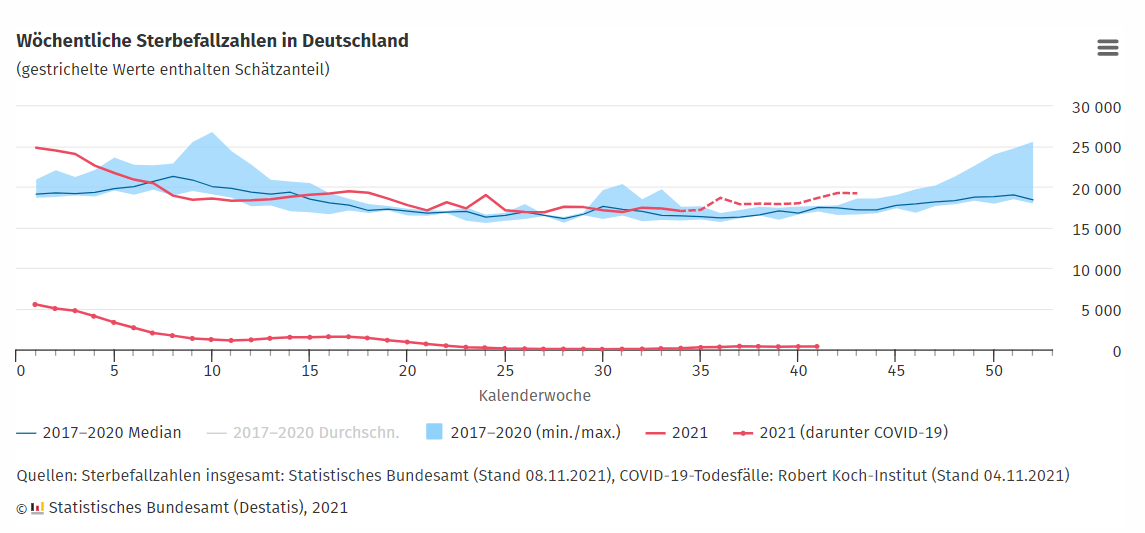 Wöchentliche Sterbefallzahlen in Deutschland
(gestrichelte Werte enthalten Schätzanteil)
30 000
25 000
20 000
15 000
10 000
5 000
0
0 5 10 15 20 25 30 35 40 45 50
Kalenderwoche
2017–2020 Median 2017–2020 Durchschn. 2017–2020 (min./max.) 2021 2021 (darunter COVID-19)
Quellen: Sterbefallzahlen insgesamt: Statistisches Bundesamt (Stand 08.11.2021), COVID-19-Todesfälle: Robert Koch-Institut (Stand 04.11.2021)
© Statistisches Bundesamt (Destatis), 2021